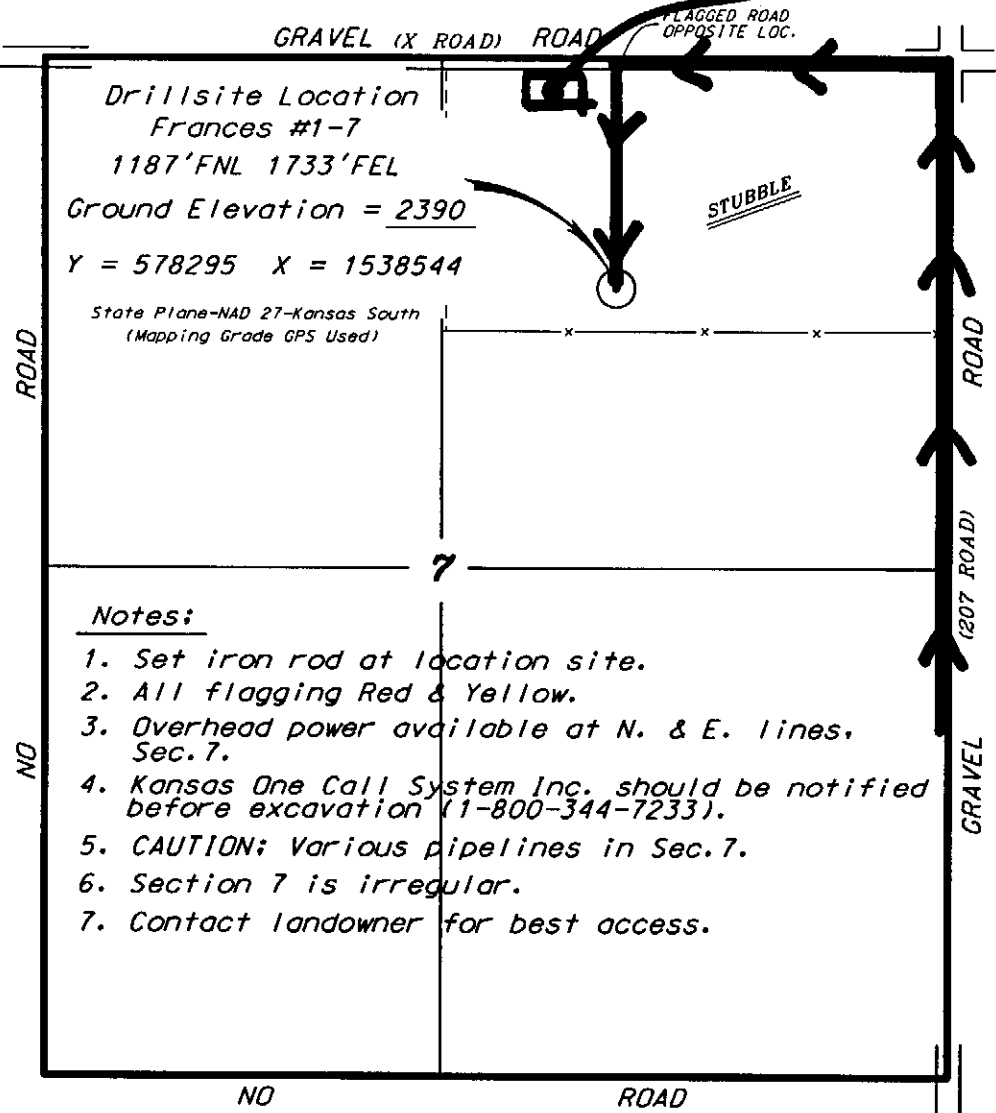 GRAVEL (X ROAD) ROAD
FLAGGED ROAD
OPPOSITE LOC.
Drillsite Location
Frances #1-7
1187'FNL 1733'FEL
Ground Elevation = 2390
Y = 578295 X = 1538544
State Plane-NAD 27-Kansas South
(Mapping Grade GPS Used)
STUBBLE
NO ROAD
GRAVEL (207 ROAD) ROAD
7
Notes:
1. Set iron rod at location site.
2. All flagging Red & Yellow.
3. Overhead power available at N. & E. lines,
Sec. 7.
4. Kansas One Call System Inc. should be notified
before excavation (1-800-344-7233).
5. CAUTION: Various pipelines in Sec. 7.
6. Section 7 is irregular.
7. Contact landowner for best access.
NO ROAD